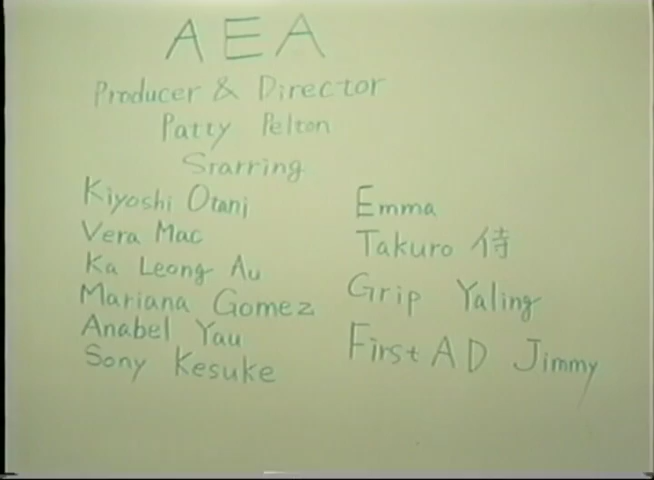 AEA
Producer & Director
Patty Pelton
Srarring
Kiyoshi Otani
Vera Mac
Ka Leong Au
Mariana Gomez
Anabel Yau
Sony Kesuke
Emma
Takuro 侍
Grip Yaling
First AD Jimmy